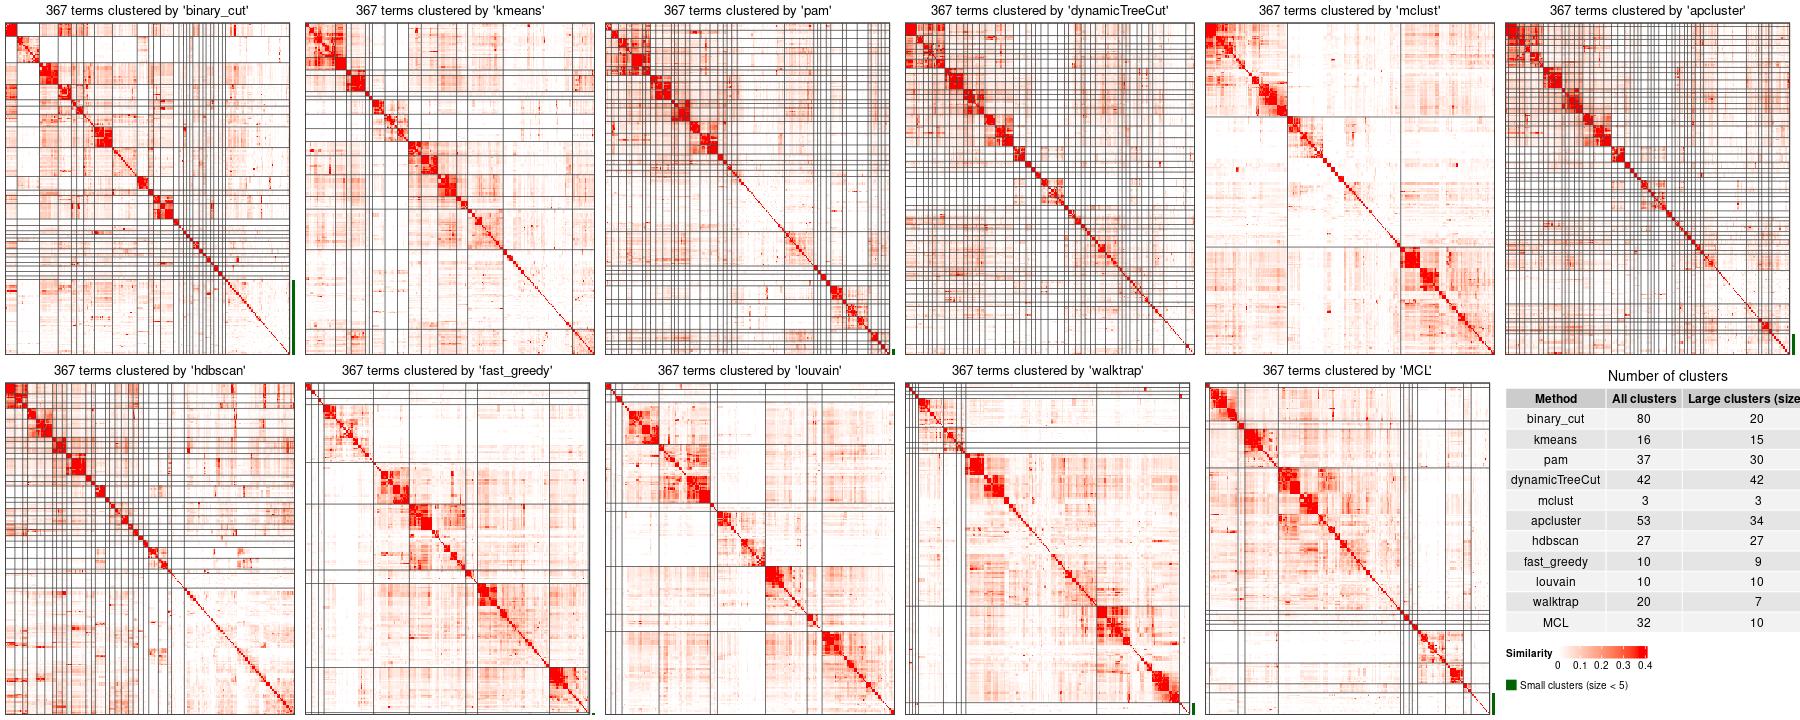 367 terms clustered by 'binary_cut'
367 terms clustered by 'kmeans'
367 terms clustered by 'pam'
367 terms clustered by 'dynamicTreeCut'
367 terms clustered by 'mclust'
367 terms clustered by 'apcluster'
367 terms clustered by 'hdbscan'
367 terms clustered by 'fast_greedy'
367 terms clustered by 'louvain'
367 terms clustered by 'walktrap'
367 terms clustered by 'MCL'
Number of clusters
Method All clusters Large clusters (size
binary_cut 80 20
kmeans 16 15
pam 37 30
dynamicTreeCut 42 42
mclust 3 3
apcluster 53 34
hdbscan 27 27
fast_greedy 10 9
louvain 10 10
walktrap 20 7
MCL 32 10
Similarity
0 0.1 0.2 0.3 0.4
Small clusters (size < 5)